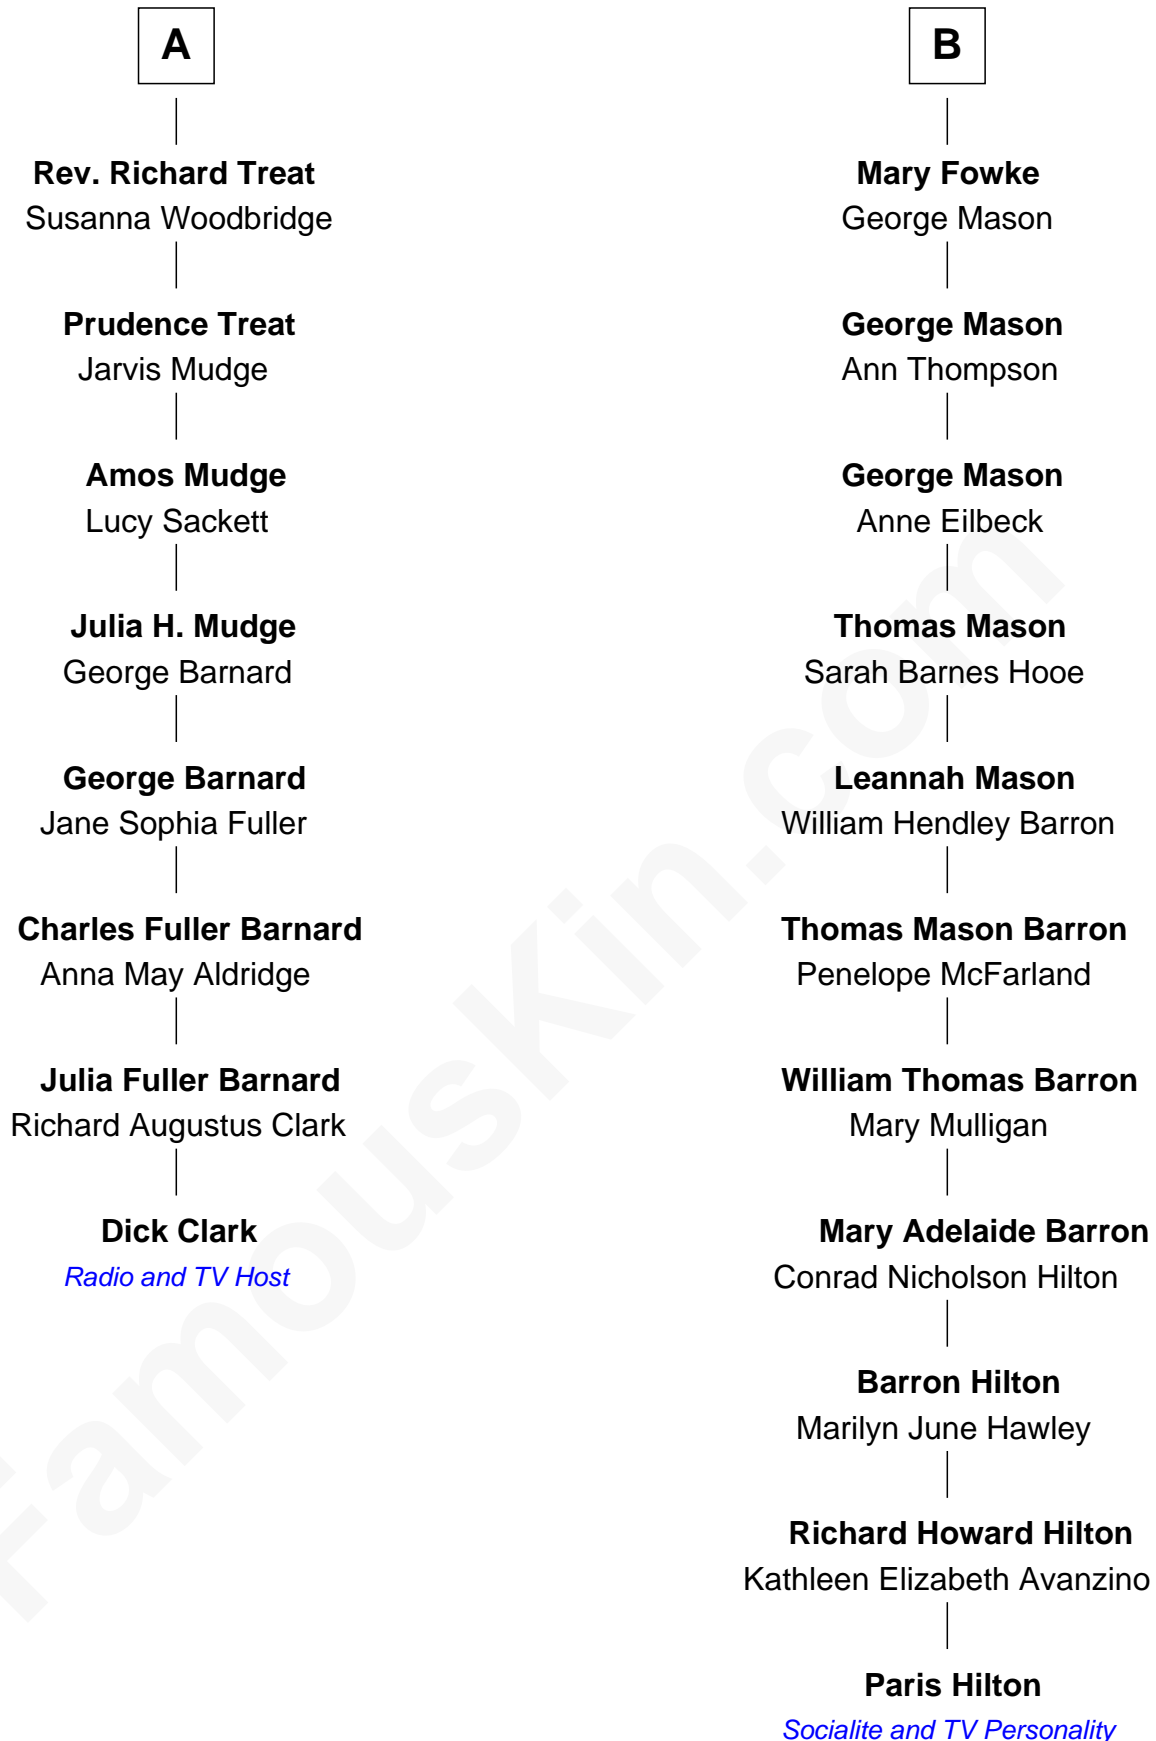 A
Rev. Richard Treat
Susanna Woodbridge
Prudence Treat
Jarvis Mudge
Amos Mudge
Lucy Sackett
Julia H. Mudge
George Barnard
George Barnard
Jane Sophia Fuller
Charles Fuller Barnard
Anna May Aldridge
Julia Fuller Barnard
Richard Augustus Clark
Dick Clark
Radio and TV Host
B
Mary Fowke
George Mason
George Mason
Ann Thompson
George Mason
Anne Eilbeck
Thomas Mason
Sarah Barnes Hooe
Leannah Mason
William Hendley Barron
Thomas Mason Barron
Penelope McFarland
William Thomas Barron
Mary Mulligan
Mary Adelaide Barron
Conrad Nicholson Hilton
Barron Hilton
Marilyn June Hawley
Richard Howard Hilton
Kathleen Elizabeth Avanzino
Paris Hilton
Socialite and TV Personality
FamousKin.com